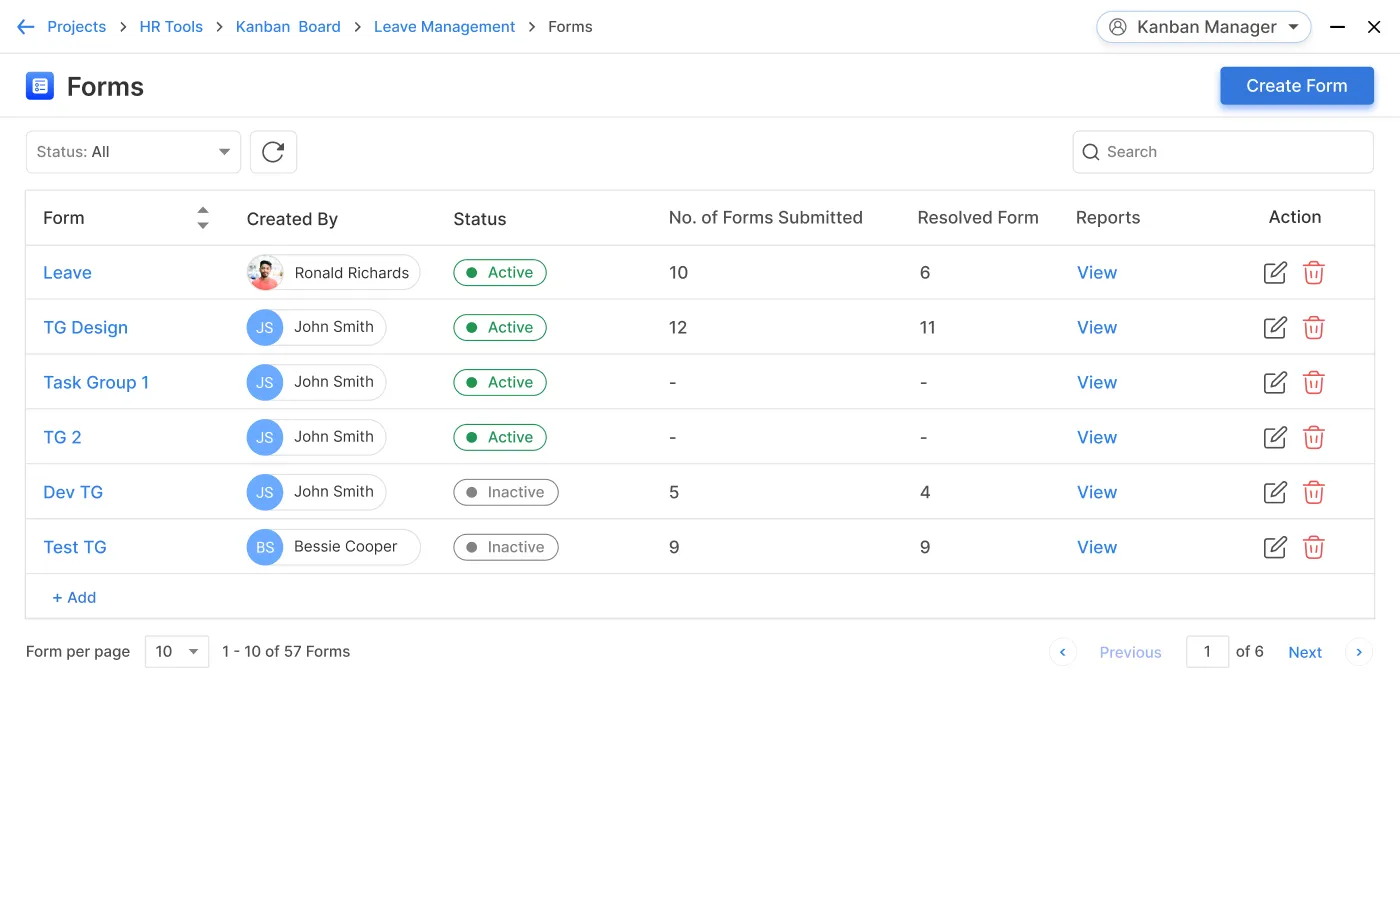 Projects > HR Tools > Kanban Board > Leave Management > Forms Kanban Manager
Forms Create Form
Status: All Search
Form Created By Status No. of Forms Submitted Resolved Form Reports Action
Leave Ronald Richards Active 10 6 View
TG Design JS John Smith Active 12 11 View
Task Group 1 JS John Smith Active - - View
TG 2 JS John Smith Active - - View
Dev TG JS John Smith Inactive 5 4 View
Test TG BS Bessie Cooper Inactive 9 9 View
+ Add
Form per page 10 1 - 10 of 57 Forms < Previous 1 of 6 Next >